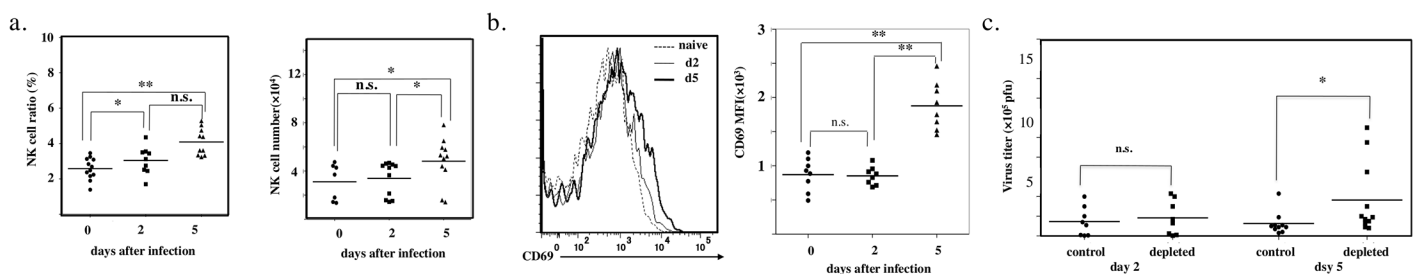 a.
10
8
6
4
2
NK cell ratio (%)
**
*
n.s.
0 2 5
days after infection
12
8
4
NK cell number(×10⁴)
*
n.s.
*
0 2 5
days after infection
b.
naive
d2
d5
0 10² 10³ 10⁴ 10⁵
CD69
3
2
1
0
CD69 MFI(×10³)
**
**
n.s.
0 2 5
days after infection
c.
15
10
5
0
Virus titer (×10⁵ pfu)
n.s.
*
control depleted control depleted
day 2 dsy 5